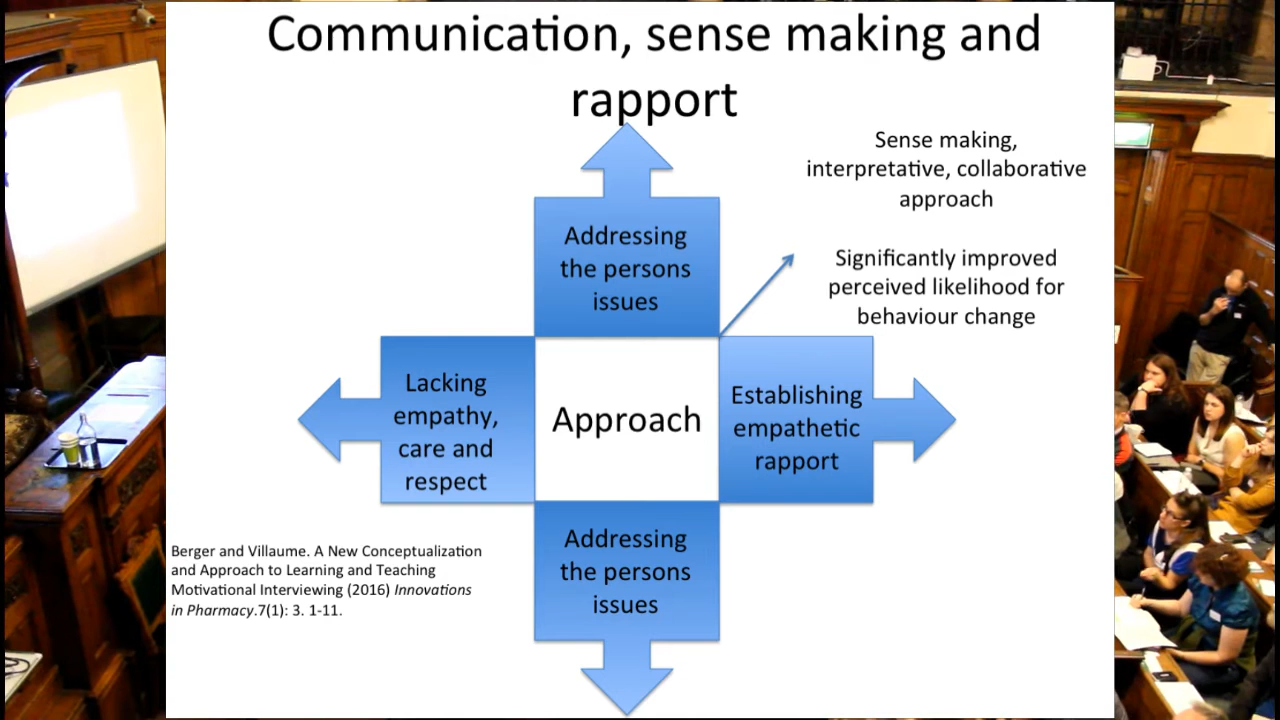 Communication, sense making and
rapport
Sense making,
interpretative, collaborative
approach
Addressing
the persons
issues
Significantly improved
perceived likelihood for
behaviour change
Lacking
empathy,
care and
respect
Approach
Establishing
empathetic
rapport
Addressing
the persons
issues
Berger and Villaume. A New Conceptualization
and Approach to Learning and Teaching
Motivational Interviewing (2016) Innovations
in Pharmacy.7(1): 3. 1-11.